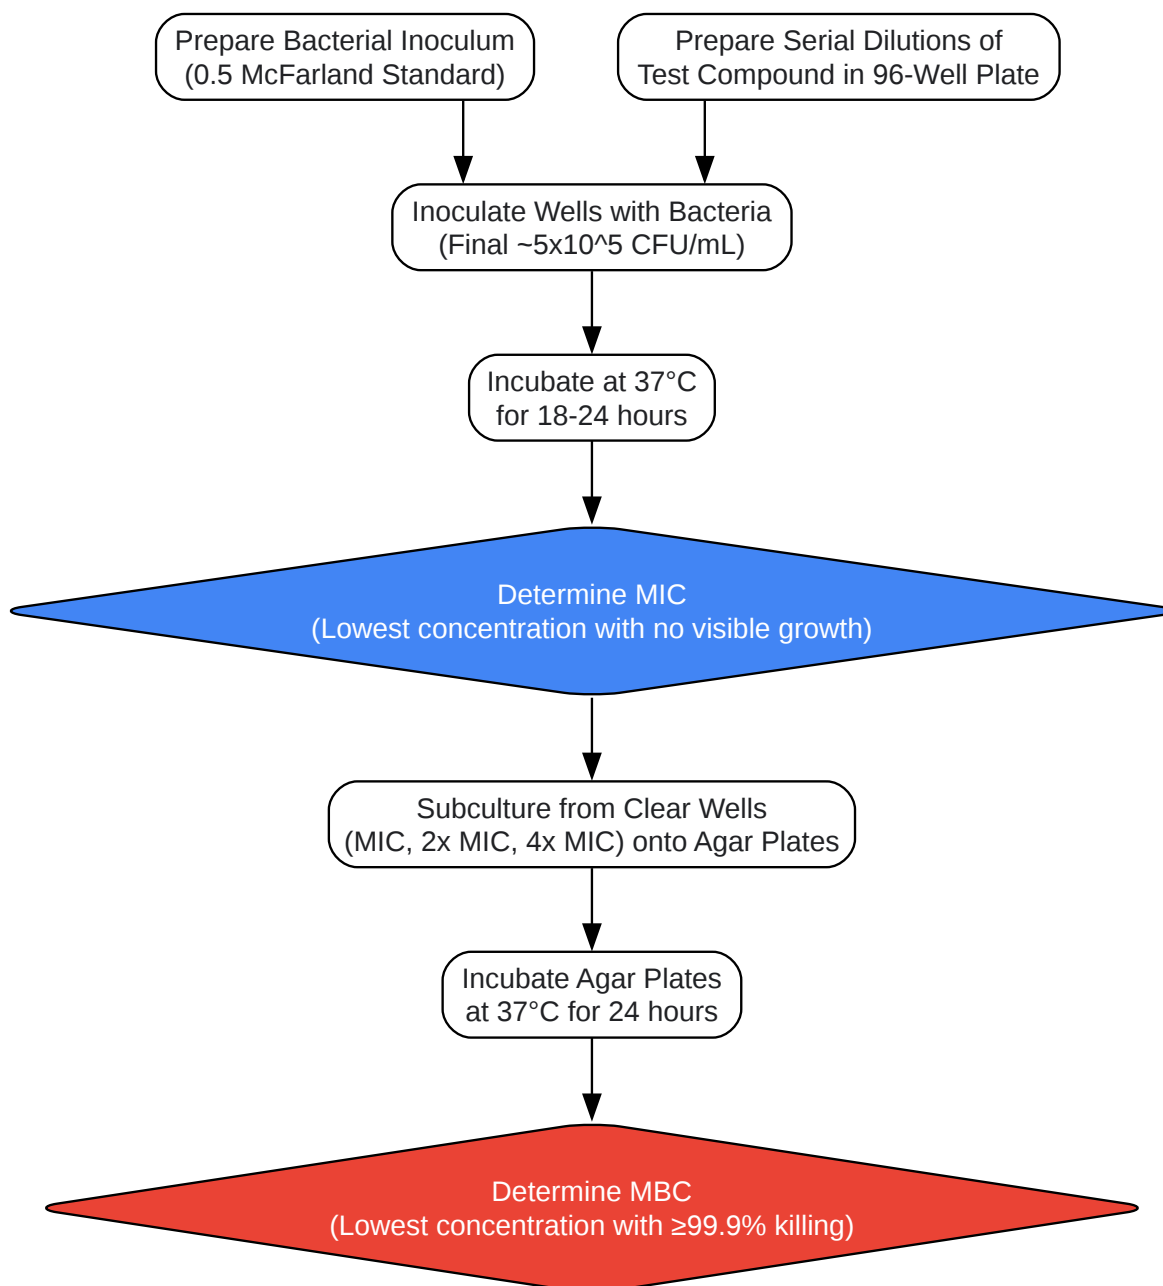 Prepare Bacterial Inoculum
(0.5 McFarland Standard)
Prepare Serial Dilutions of
Test Compound in 96-Well Plate
Inoculate Wells with Bacteria
(Final ~5x10^5 CFU/mL)
Incubate at 37°C
for 18-24 hours
Determine MIC
(Lowest concentration with no visible growth)
Subculture from Clear Wells
(MIC, 2x MIC, 4x MIC) onto Agar Plates
Incubate Agar Plates
at 37°C for 24 hours
Determine MBC
(Lowest concentration with ≥99.9% killing)